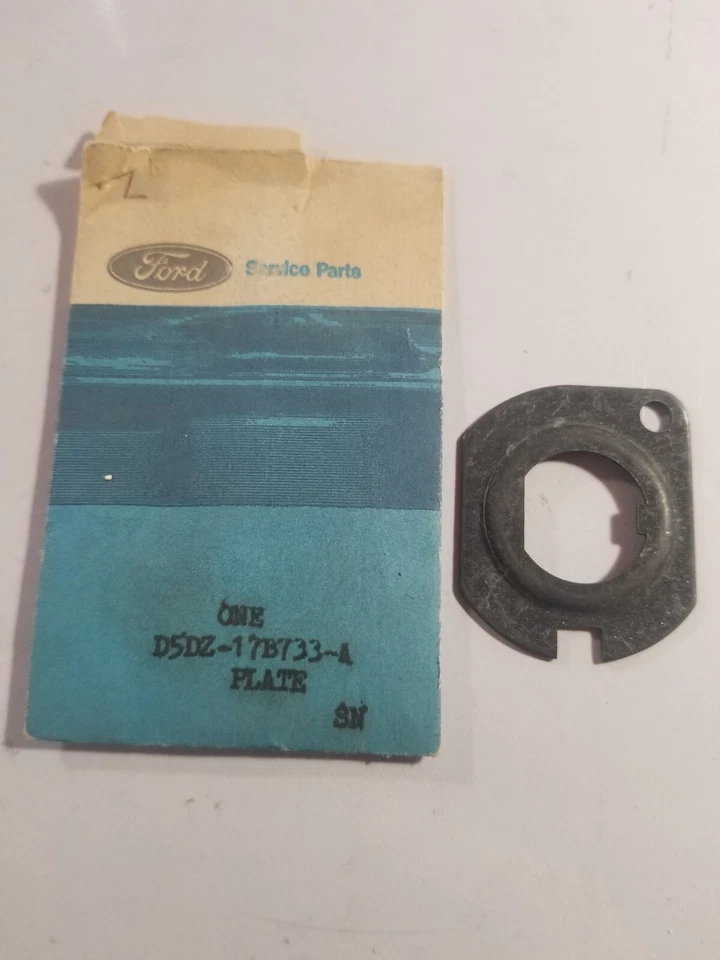 L
Ford Service Parts
ONE
D5DZ-17B733-A
PLATE
SN